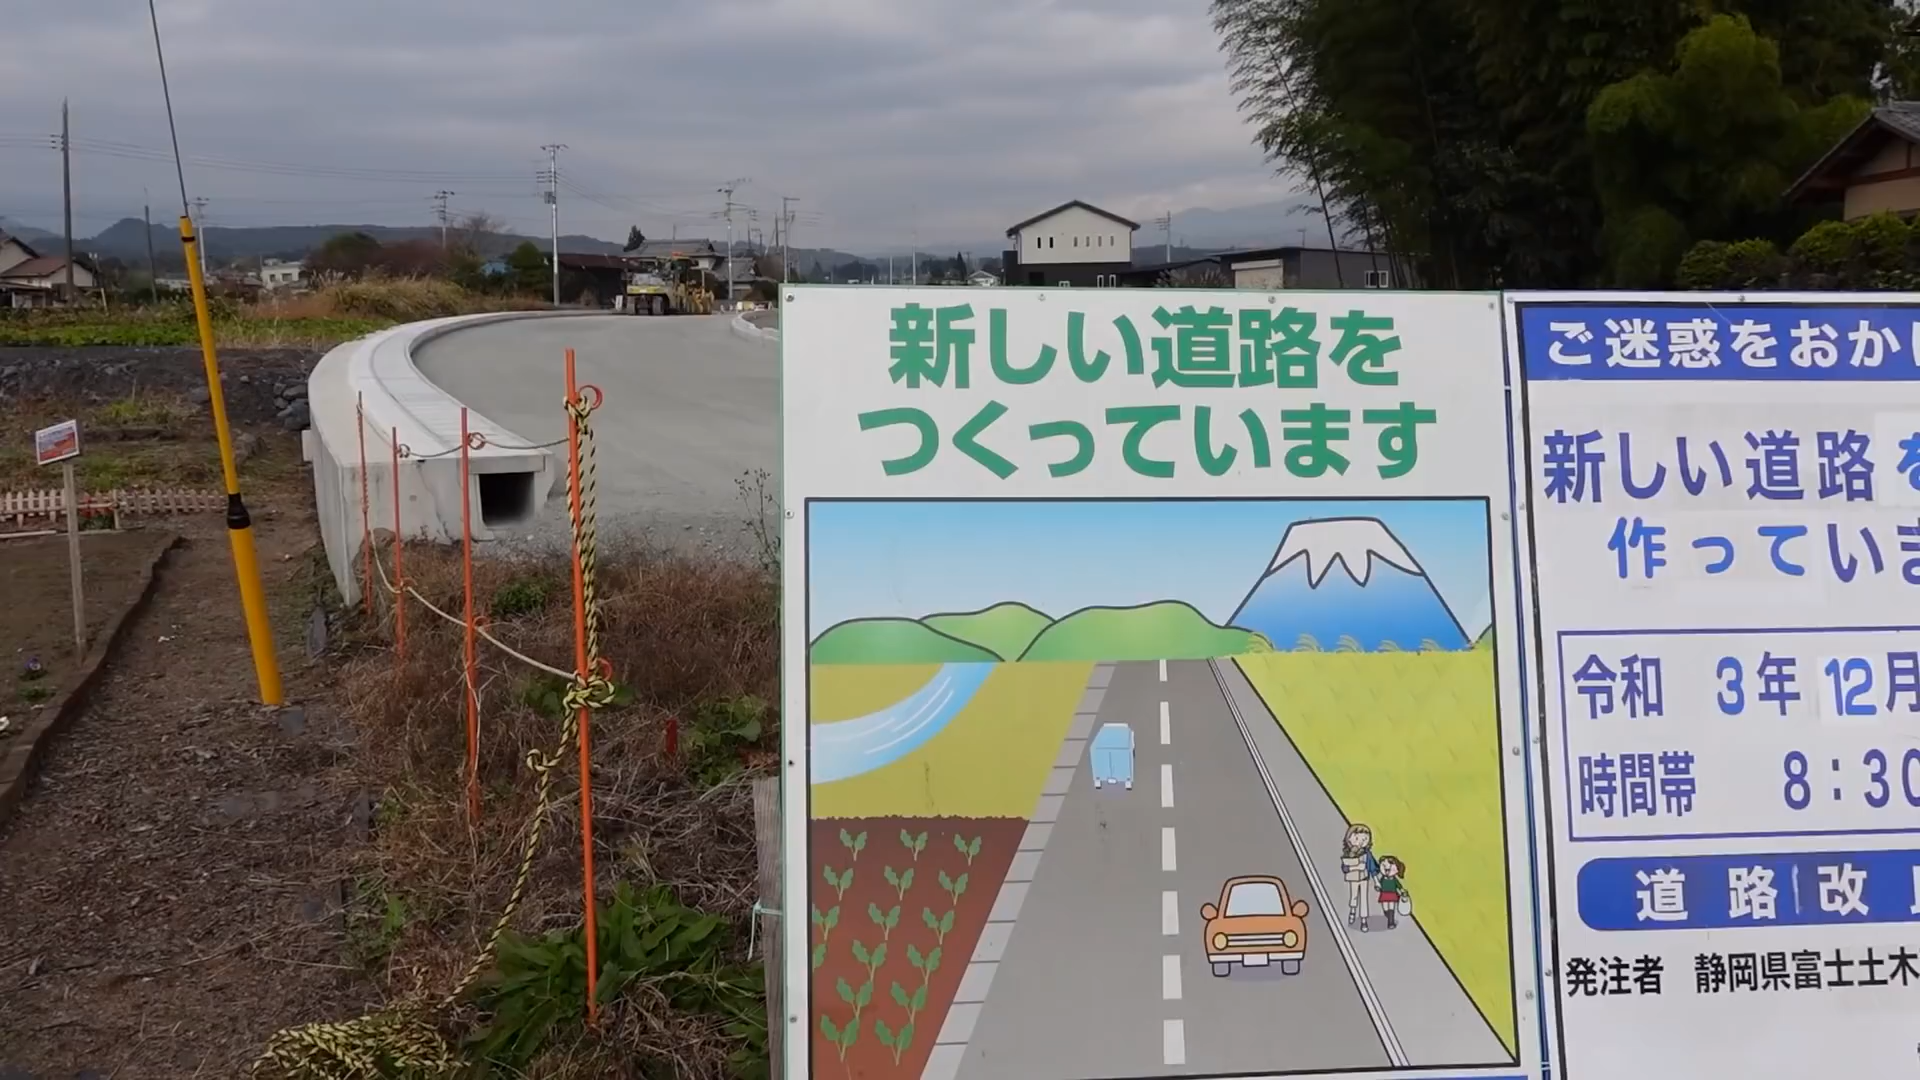 新しい道路を
つくっています
ご迷惑をおか
新しい道路を
作っていま
令和 3年 12月
時間帯 8:30
道路改
発注者 静岡県富士土木